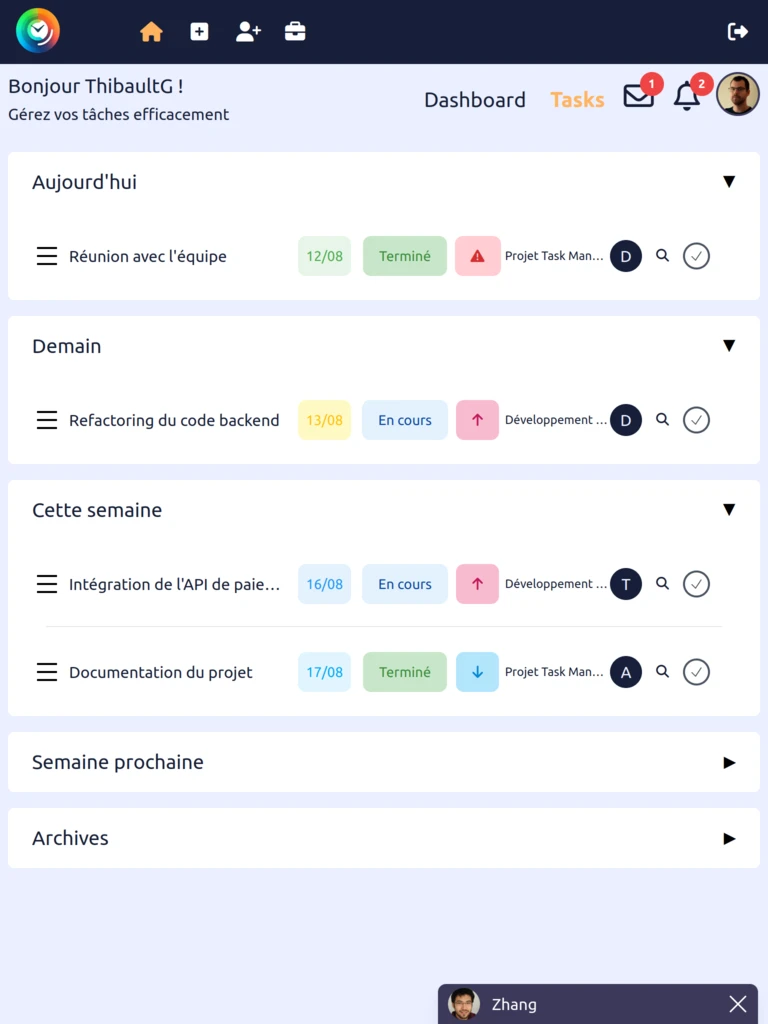 Bonjour ThibaultG !
Gérez vos tâches efficacement
Dashboard Tasks 1 2
Aujourd'hui
Réunion avec l'équipe 12/08 Terminé Projet Task Man... D
Demain
Refactoring du code backend 13/08 En cours Développement ... D
Cette semaine
Intégration de l'API de paie... 16/08 En cours Développement ... T
Documentation du projet 17/08 Terminé Projet Task Man... A
Semaine prochaine
Archives
Zhang